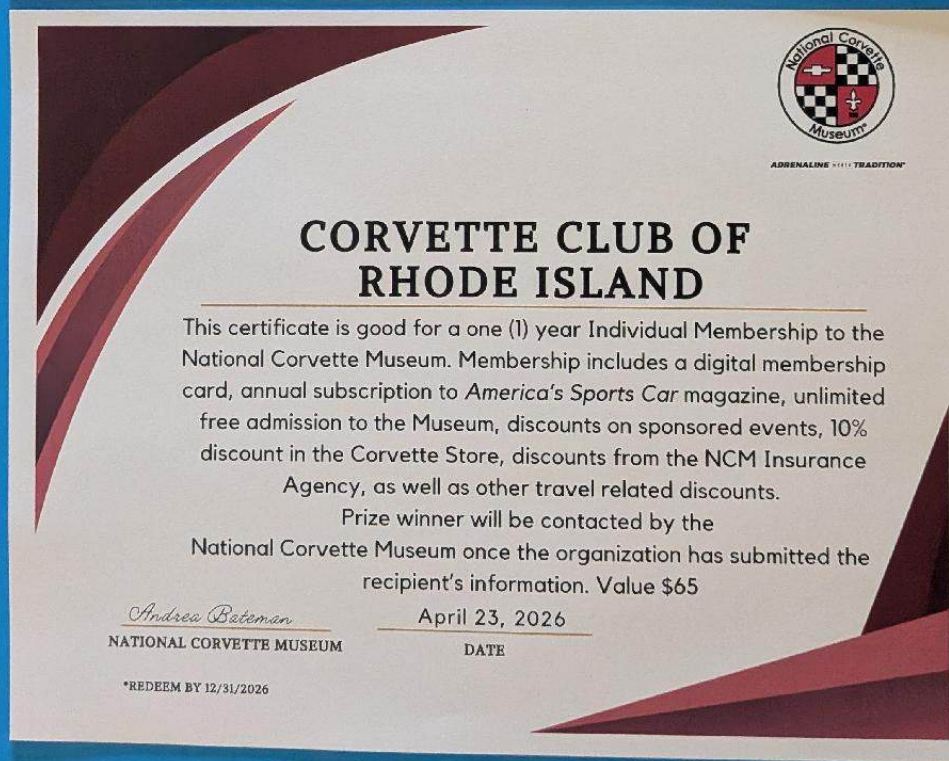 National Corvette
Museum®
ADRENALINE MEETS TRADITION®
CORVETTE CLUB OF
RHODE ISLAND
This certificate is good for a one (1) year Individual Membership to the
National Corvette Museum. Membership includes a digital membership
card, annual subscription to America's Sports Car magazine, unlimited
free admission to the Museum, discounts on sponsored events, 10%
discount in the Corvette Store, discounts from the NCM Insurance
Agency, as well as other travel related discounts.
Prize winner will be contacted by the
National Corvette Museum once the organization has submitted the
recipient's information. Value $65
Andrea Bateman
April 23, 2026
NATIONAL CORVETTE MUSEUM
DATE
*REDEEM BY 12/31/2026